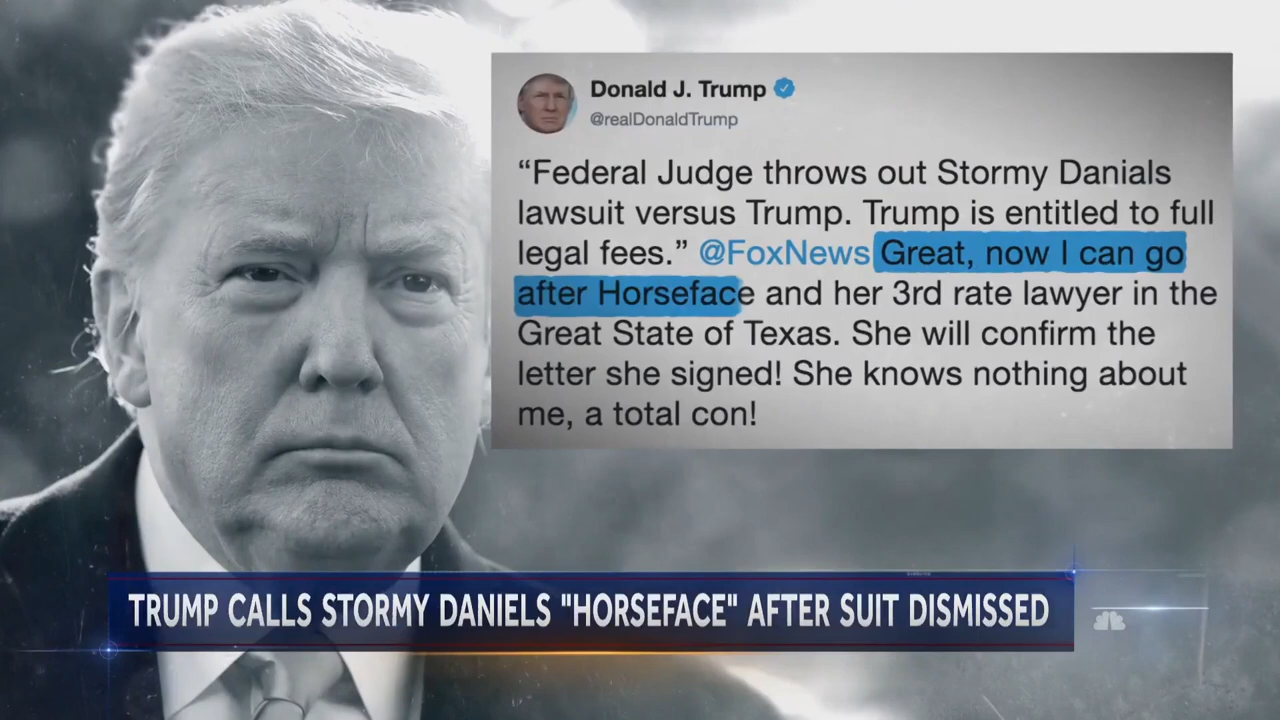 Donald J. Trump
@realDonaldTrump
“Federal Judge throws out Stormy Danials
lawsuit versus Trump. Trump is entitled to full
legal fees.” @FoxNews Great, now I can go
after Horseface and her 3rd rate lawyer in the
Great State of Texas. She will confirm the
letter she signed! She knows nothing about
me, a total con!
TRUMP CALLS STORMY DANIELS "HORSEFACE" AFTER SUIT DISMISSED